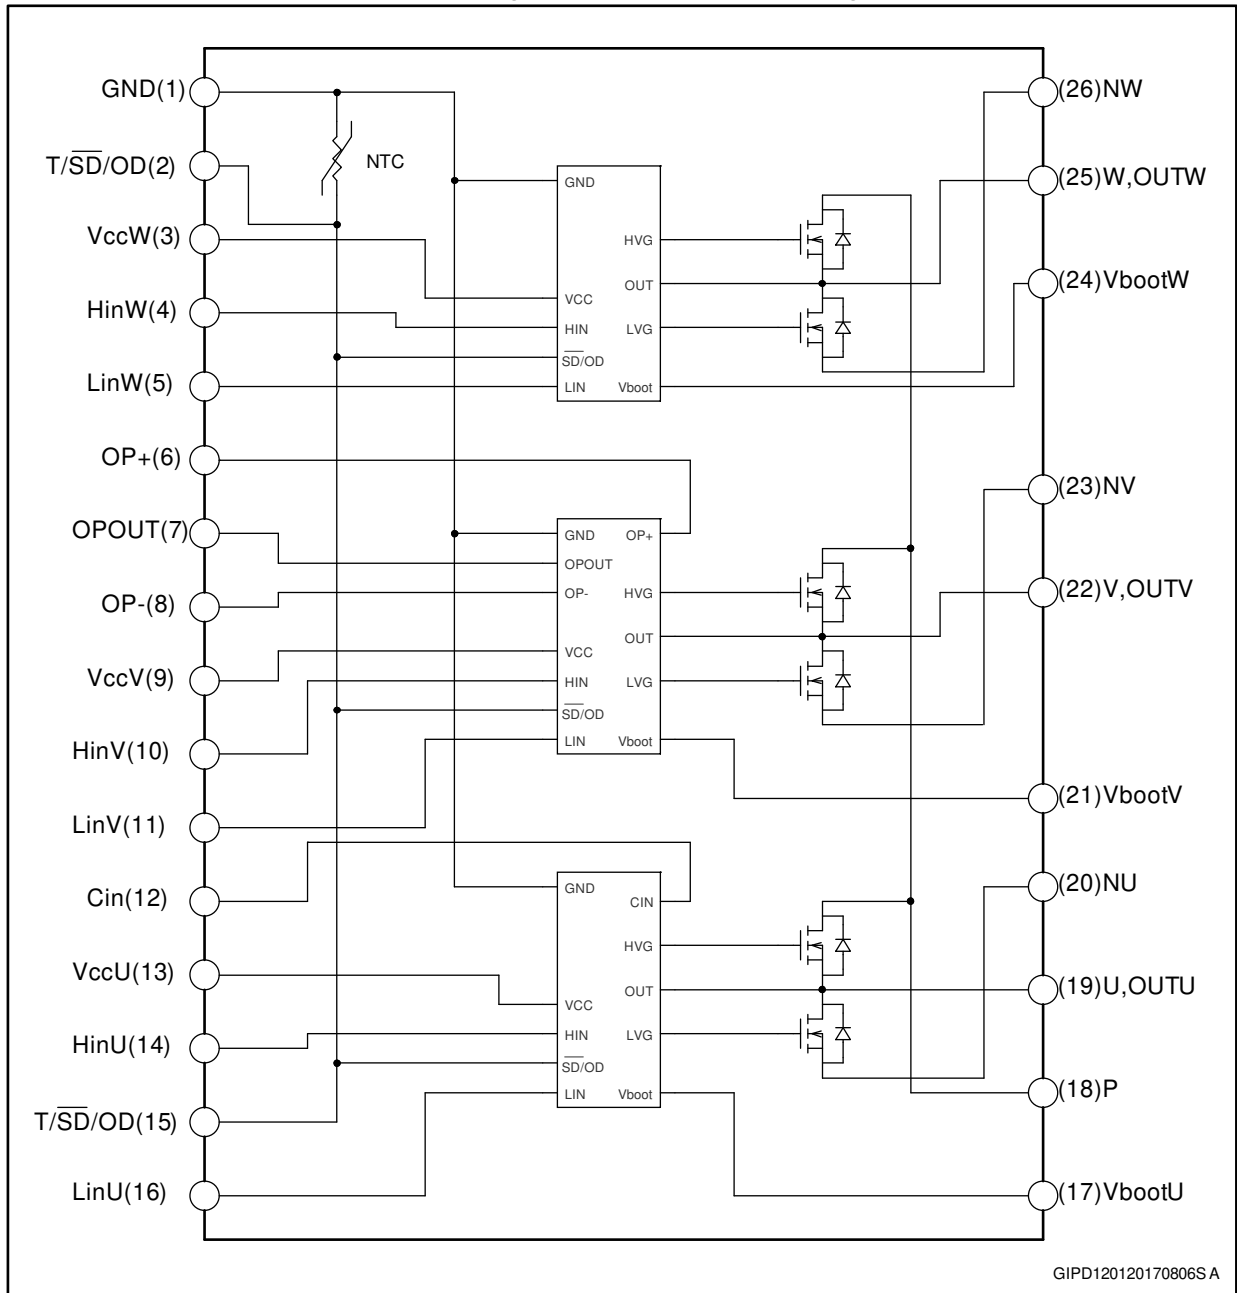 GND(1)
T/SD/OD(2)
VccW(3)
HinW(4)
LinW(5)
OP+(6)
OPOUT(7)
OP-(8)
VccV(9)
HinV(10)
LinV(11)
Cin(12)
VccU(13)
HinU(14)
T/SD/OD(15)
LinU(16)
NTC
GND
HVG
OUT
VCC
HIN
LVG
SD/OD
LIN
Vboot
GND
OP+
OPOUT
OP-
HVG
OUT
VCC
HIN
LVG
SD/OD
LIN
Vboot
GND
CIN
HVG
OUT
VCC
HIN
LVG
SD/OD
LIN
Vboot
(26)NW
(25)W,OUTW
(24)VbootW
(23)NV
(22)V,OUTV
(21)VbootV
(20)NU
(19)U,OUTU
(18)P
(17)VbootU
GIPD120120170806SA